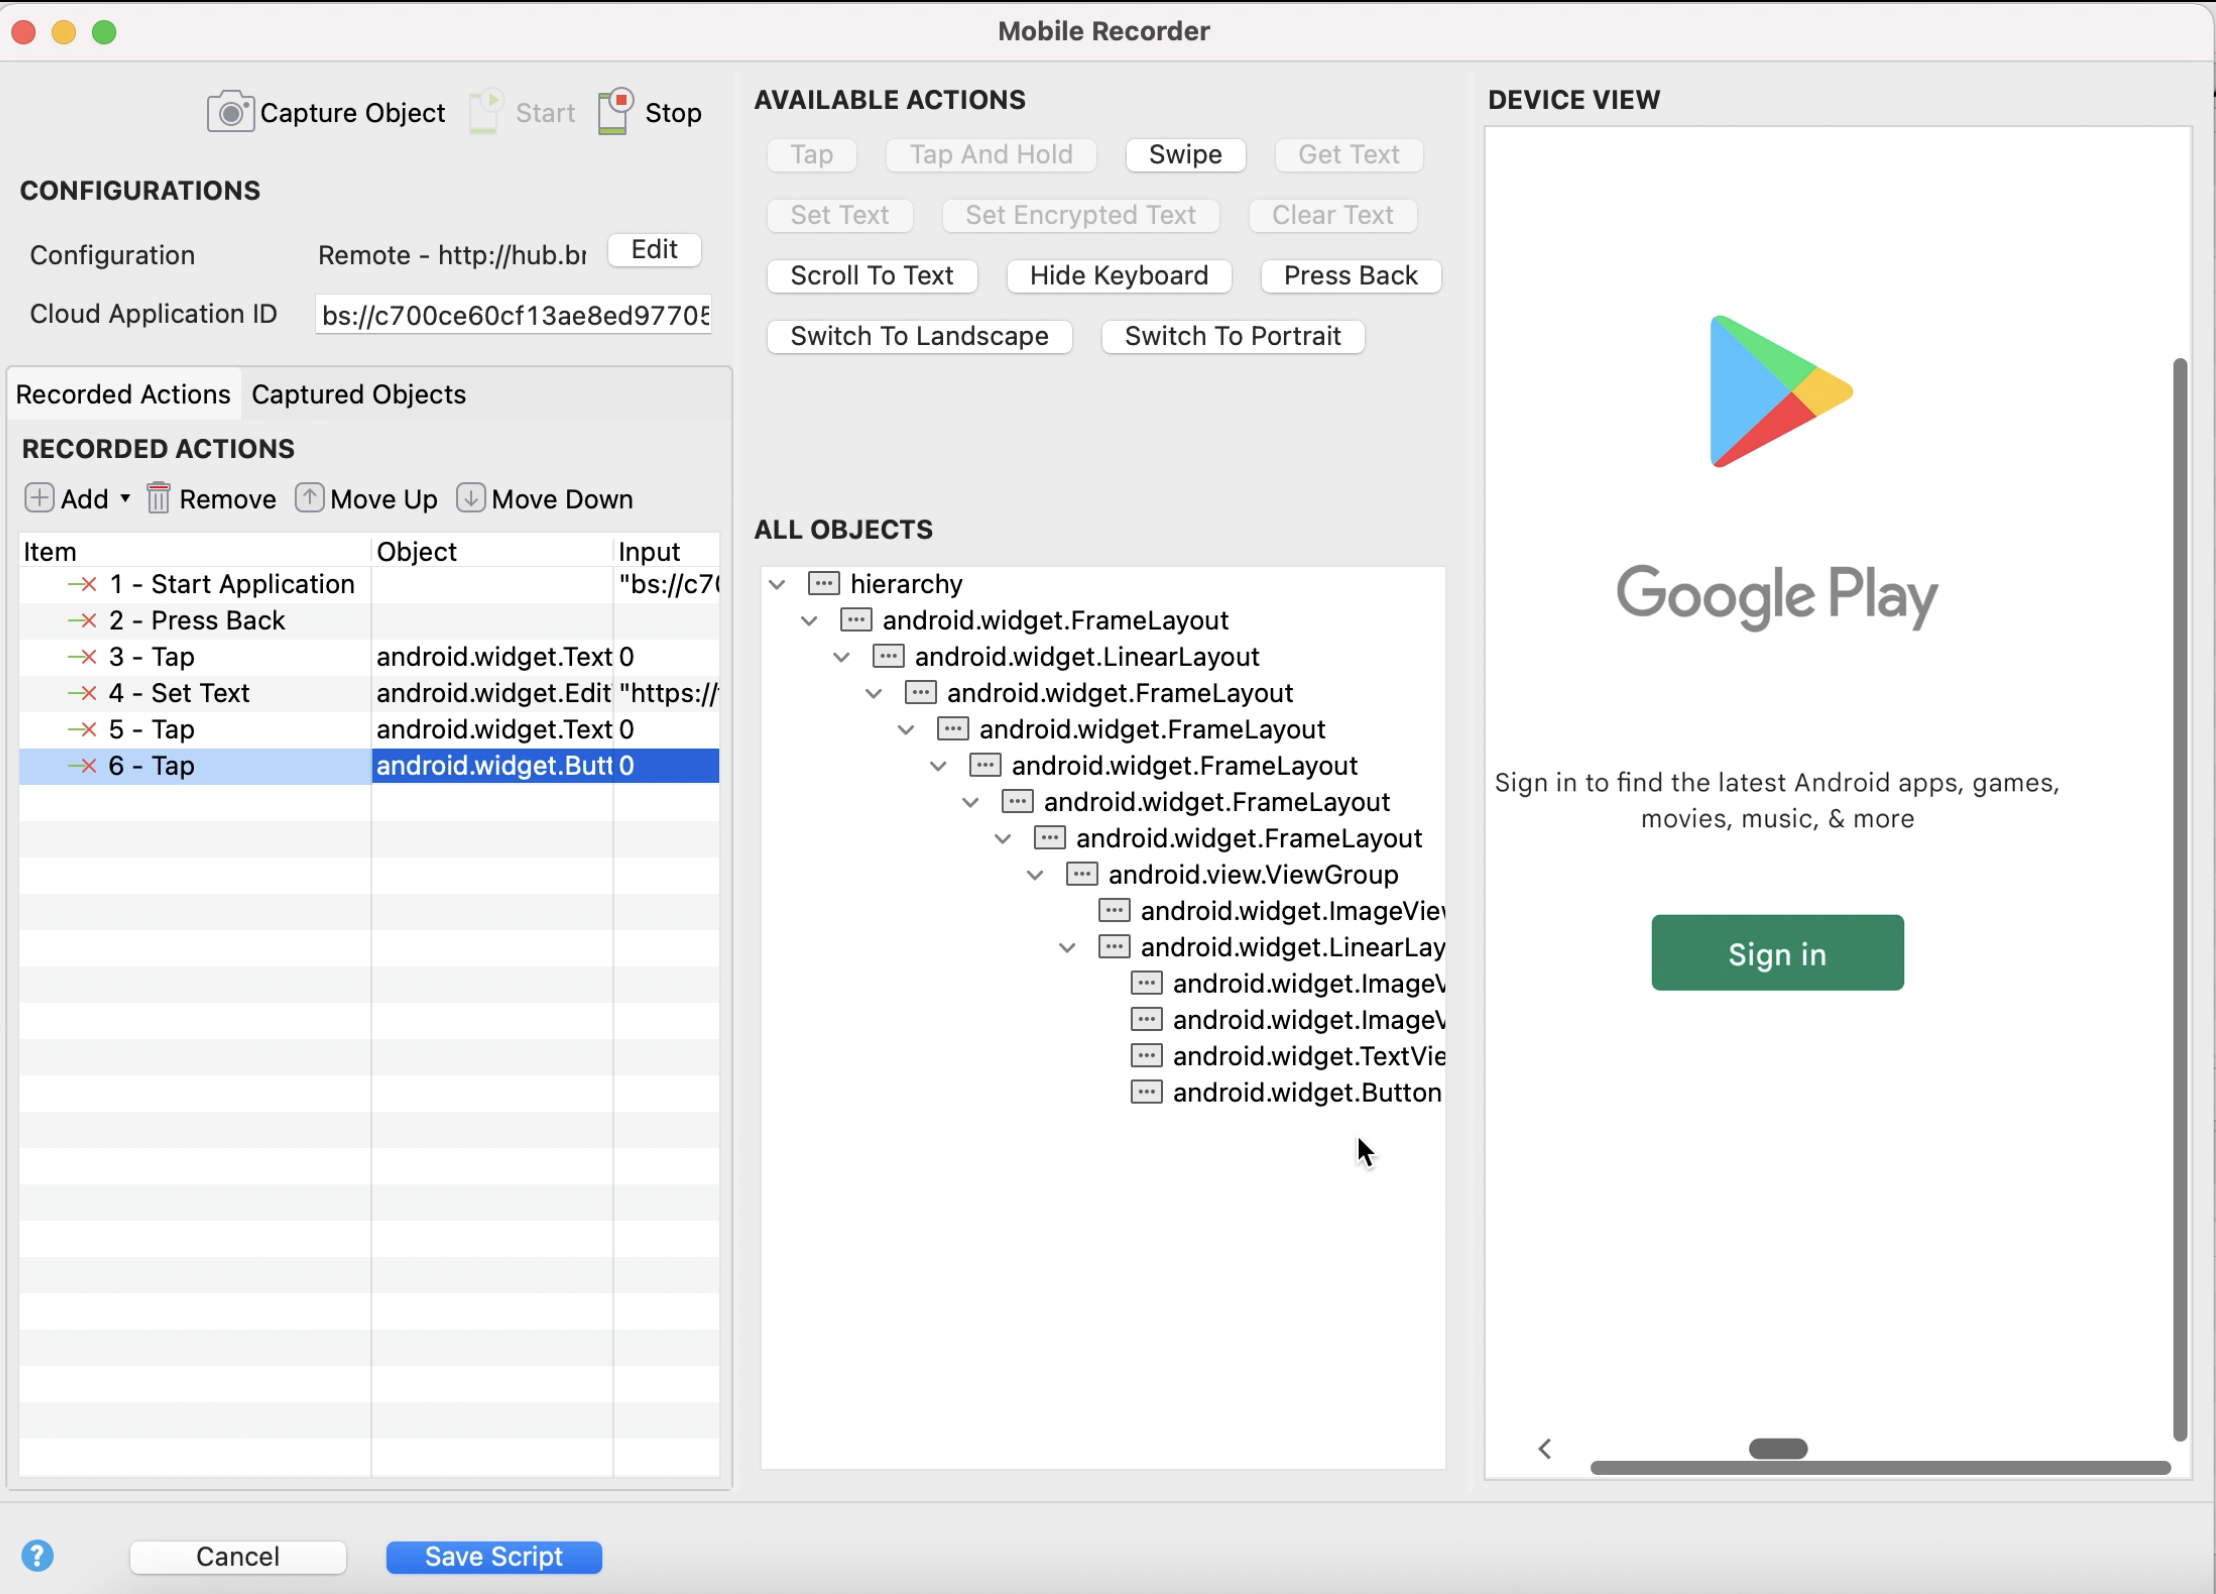 Mobile Recorder
Capture Object
Start
Stop
CONFIGURATIONS
Configuration
Remote - http://hub.br
Edit
Cloud Application ID
bs://c700ce60cf13ae8ed97705
Recorded Actions
Captured Objects
RECORDED ACTIONS
Add
Remove
Move Up
Move Down
Item Object Input
1 - Start Application "bs://c70
2 - Press Back
3 - Tap android.widget.Text 0
4 - Set Text android.widget.Edit "https://
5 - Tap android.widget.Text 0
6 - Tap android.widget.Butt 0
Cancel
Save Script
AVAILABLE ACTIONS
Tap
Tap And Hold
Swipe
Get Text
Set Text
Set Encrypted Text
Clear Text
Scroll To Text
Hide Keyboard
Press Back
Switch To Landscape
Switch To Portrait
ALL OBJECTS
hierarchy
android.widget.FrameLayout
android.widget.LinearLayout
android.widget.FrameLayout
android.widget.FrameLayout
android.widget.FrameLayout
android.widget.FrameLayout
android.widget.FrameLayout
android.view.ViewGroup
android.widget.ImageView
android.widget.LinearLay
android.widget.ImageV
android.widget.ImageV
android.widget.TextVie
android.widget.Button
DEVICE VIEW
Google Play
Sign in to find the latest Android apps, games,
movies, music, & more
Sign in